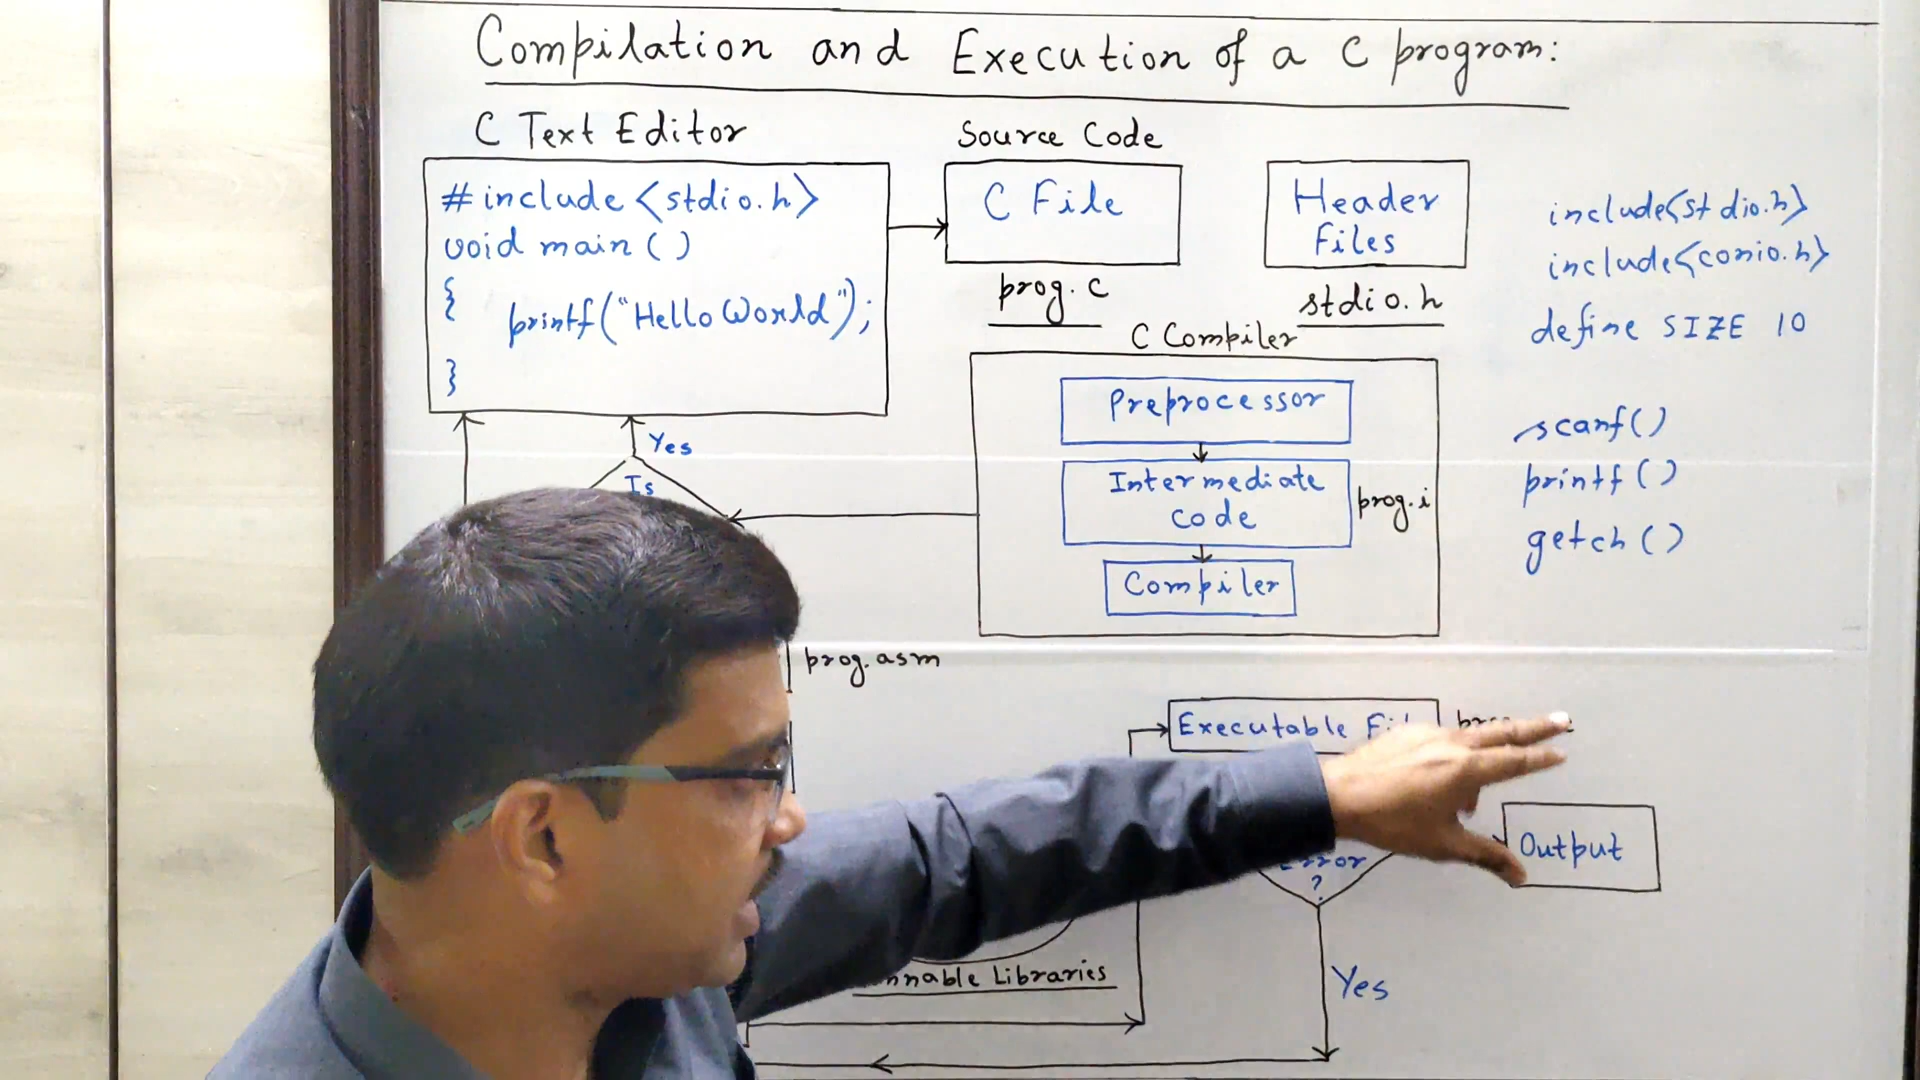 Compilation and Execution of a C program:
C Text Editor
#include <stdio.h>
void main ()
{
printf("Hello World");
}
Source Code
C File
prog.c
Header
Files
stdio.h
include<stdio.h>
include<conio.h>
define SIZE 10
scanf()
printf()
getch()
C Compiler
Preprocessor
Intermediate
code
prog.i
Compiler
Yes
Is
prog.asm
Executable
Output
Error
?
Libraries
Yes